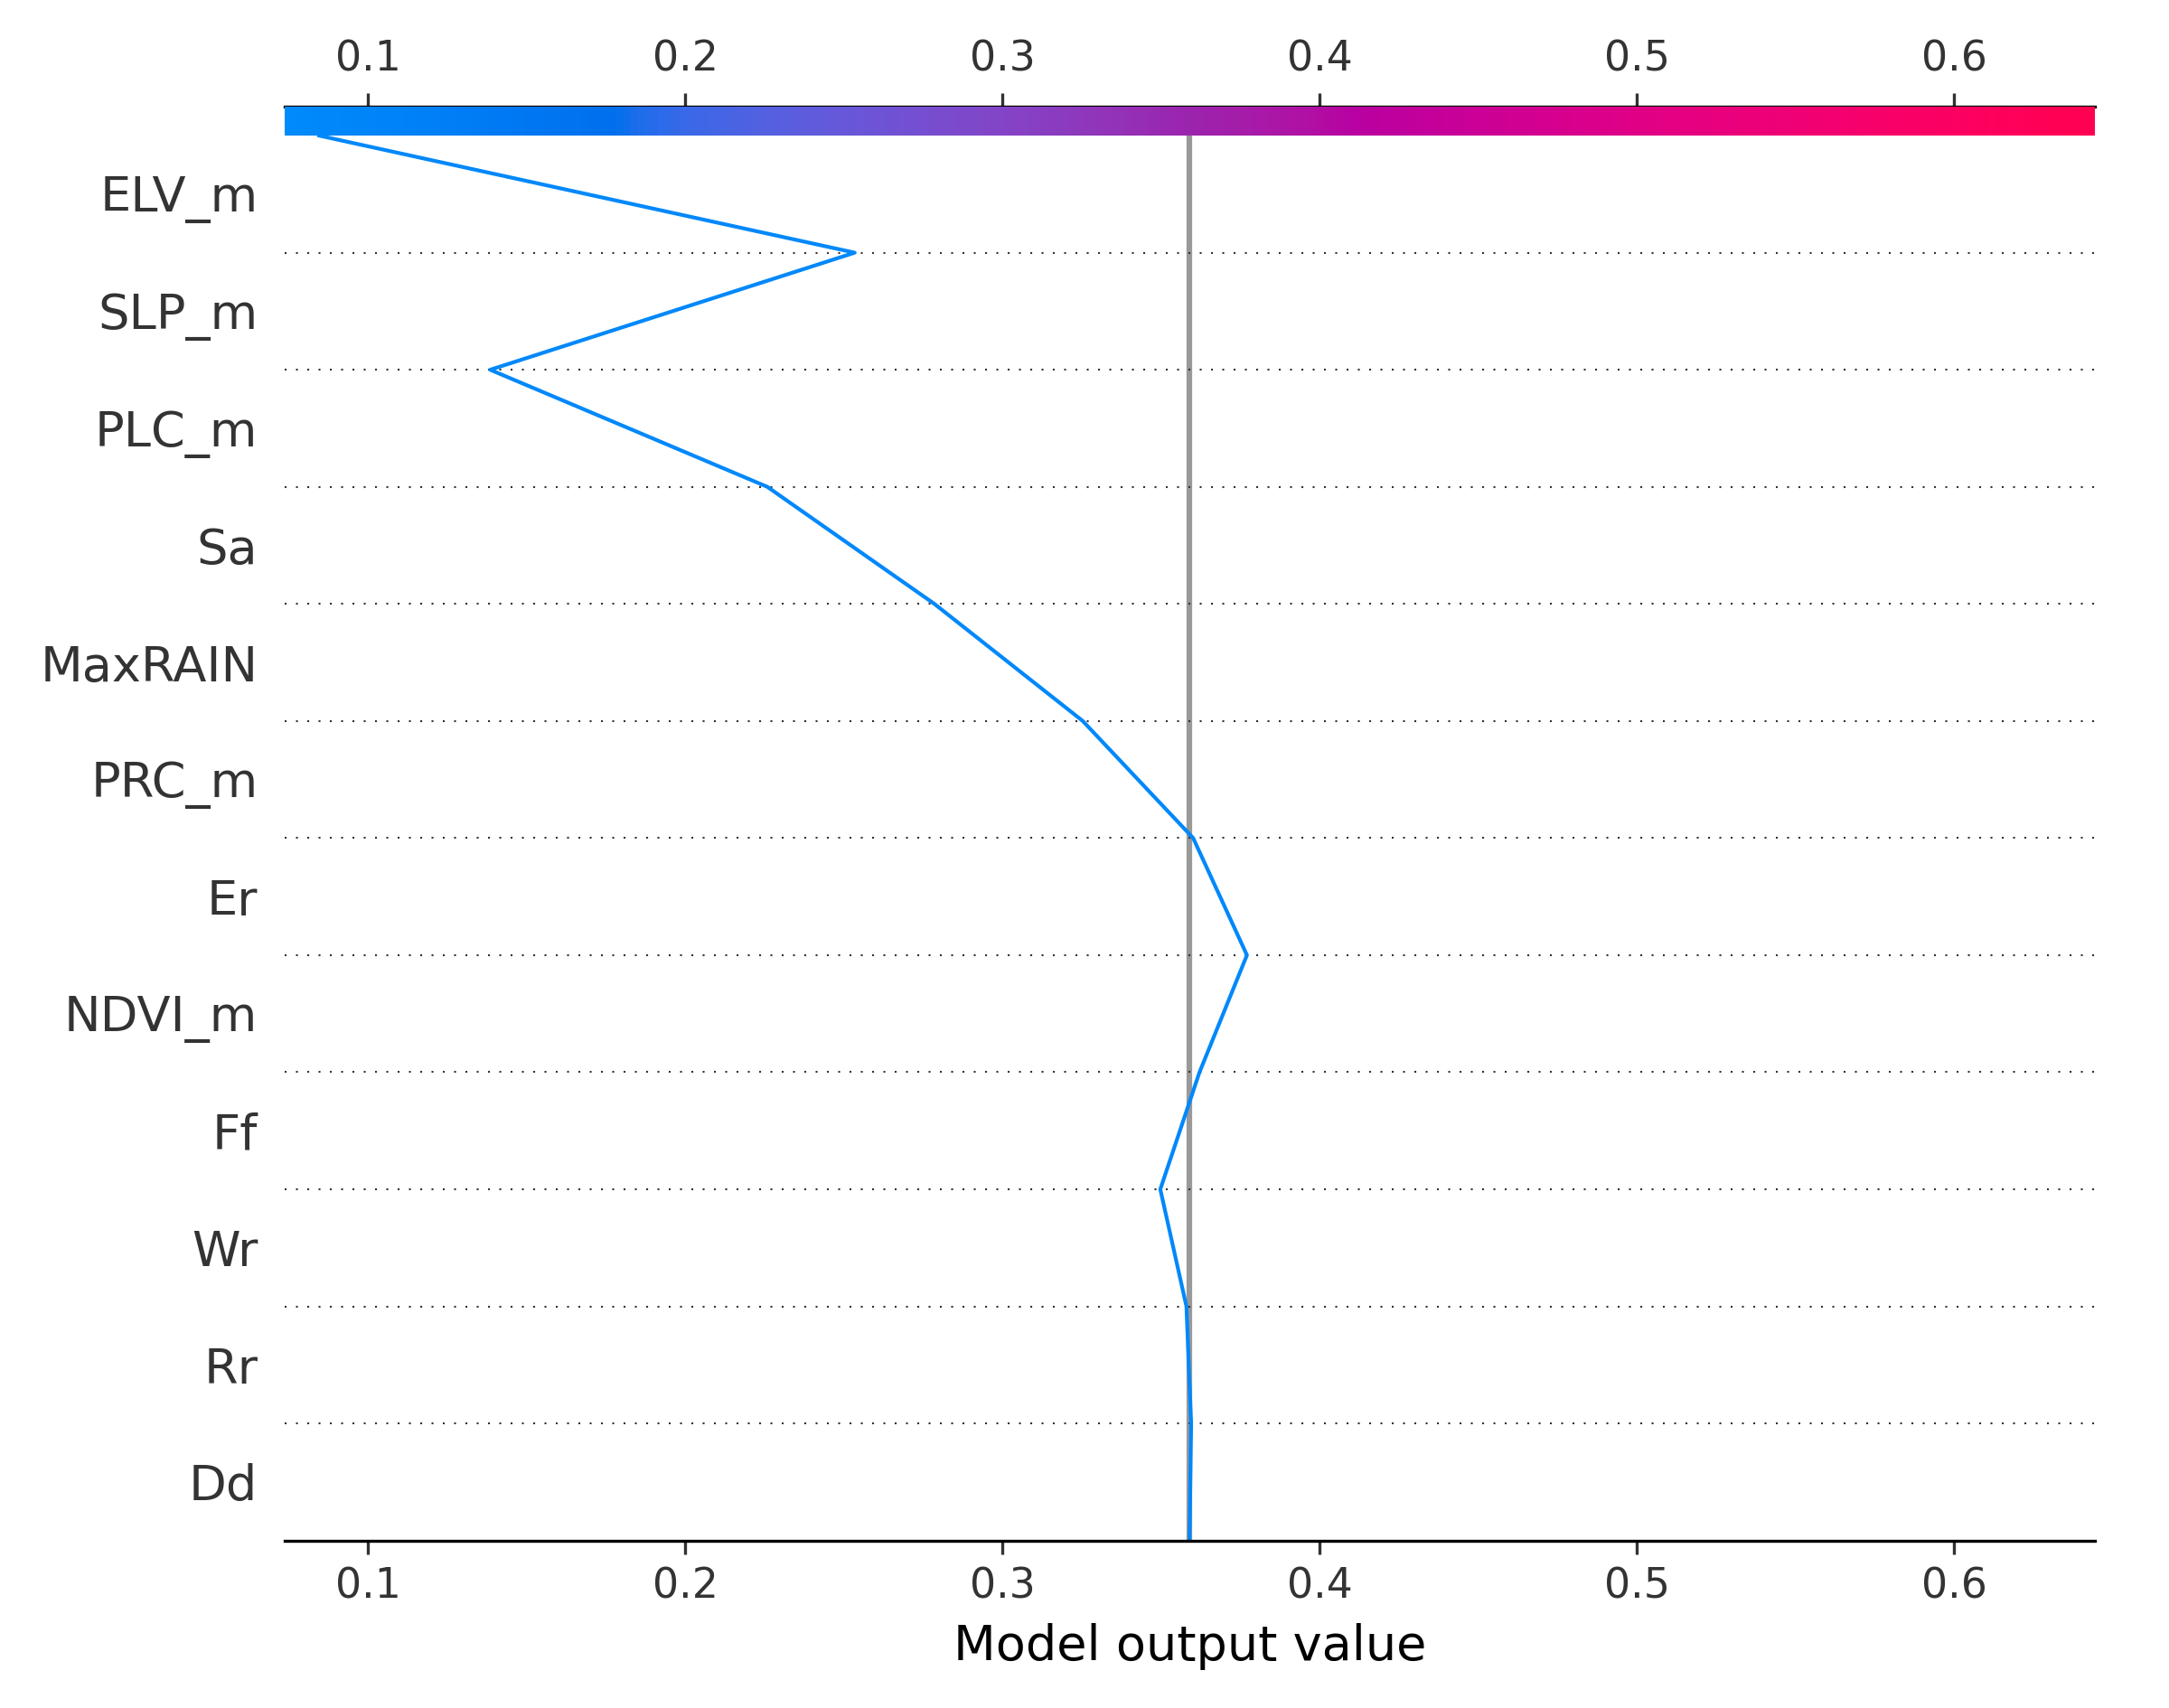 0.1 0.2 0.3 0.4 0.5 0.6
ELV_m
SLP_m
PLC_m
Sa
MaxRAIN
PRC_m
Er
NDVI_m
Ff
Wr
Rr
Dd
0.1 0.2 0.3 0.4 0.5 0.6
Model output value